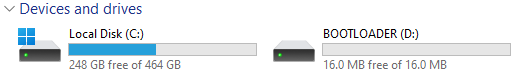 Devices and drives
Local Disk (C:)
248 GB free of 464 GB
BOOTLOADER (D:)
16.0 MB free of 16.0 MB